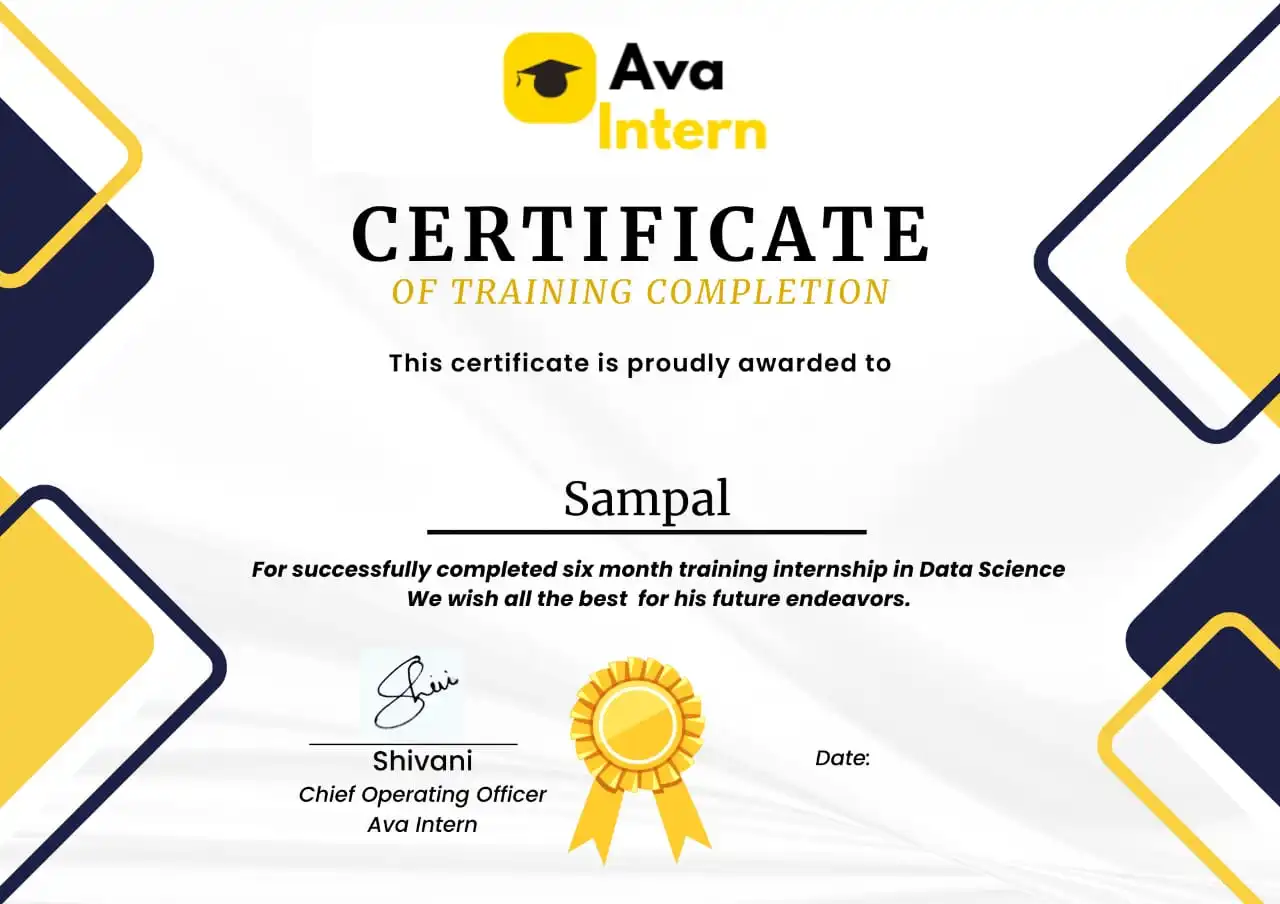 Ava
Intern
CERTIFICATE
OF TRAINING COMPLETION
This certificate is proudly awarded to
Sampal
For successfully completed six month training internship in Data Science
We wish all the best for his future endeavors.
Shivi
Shivani
Chief Operating Officer
Ava Intern
Date: